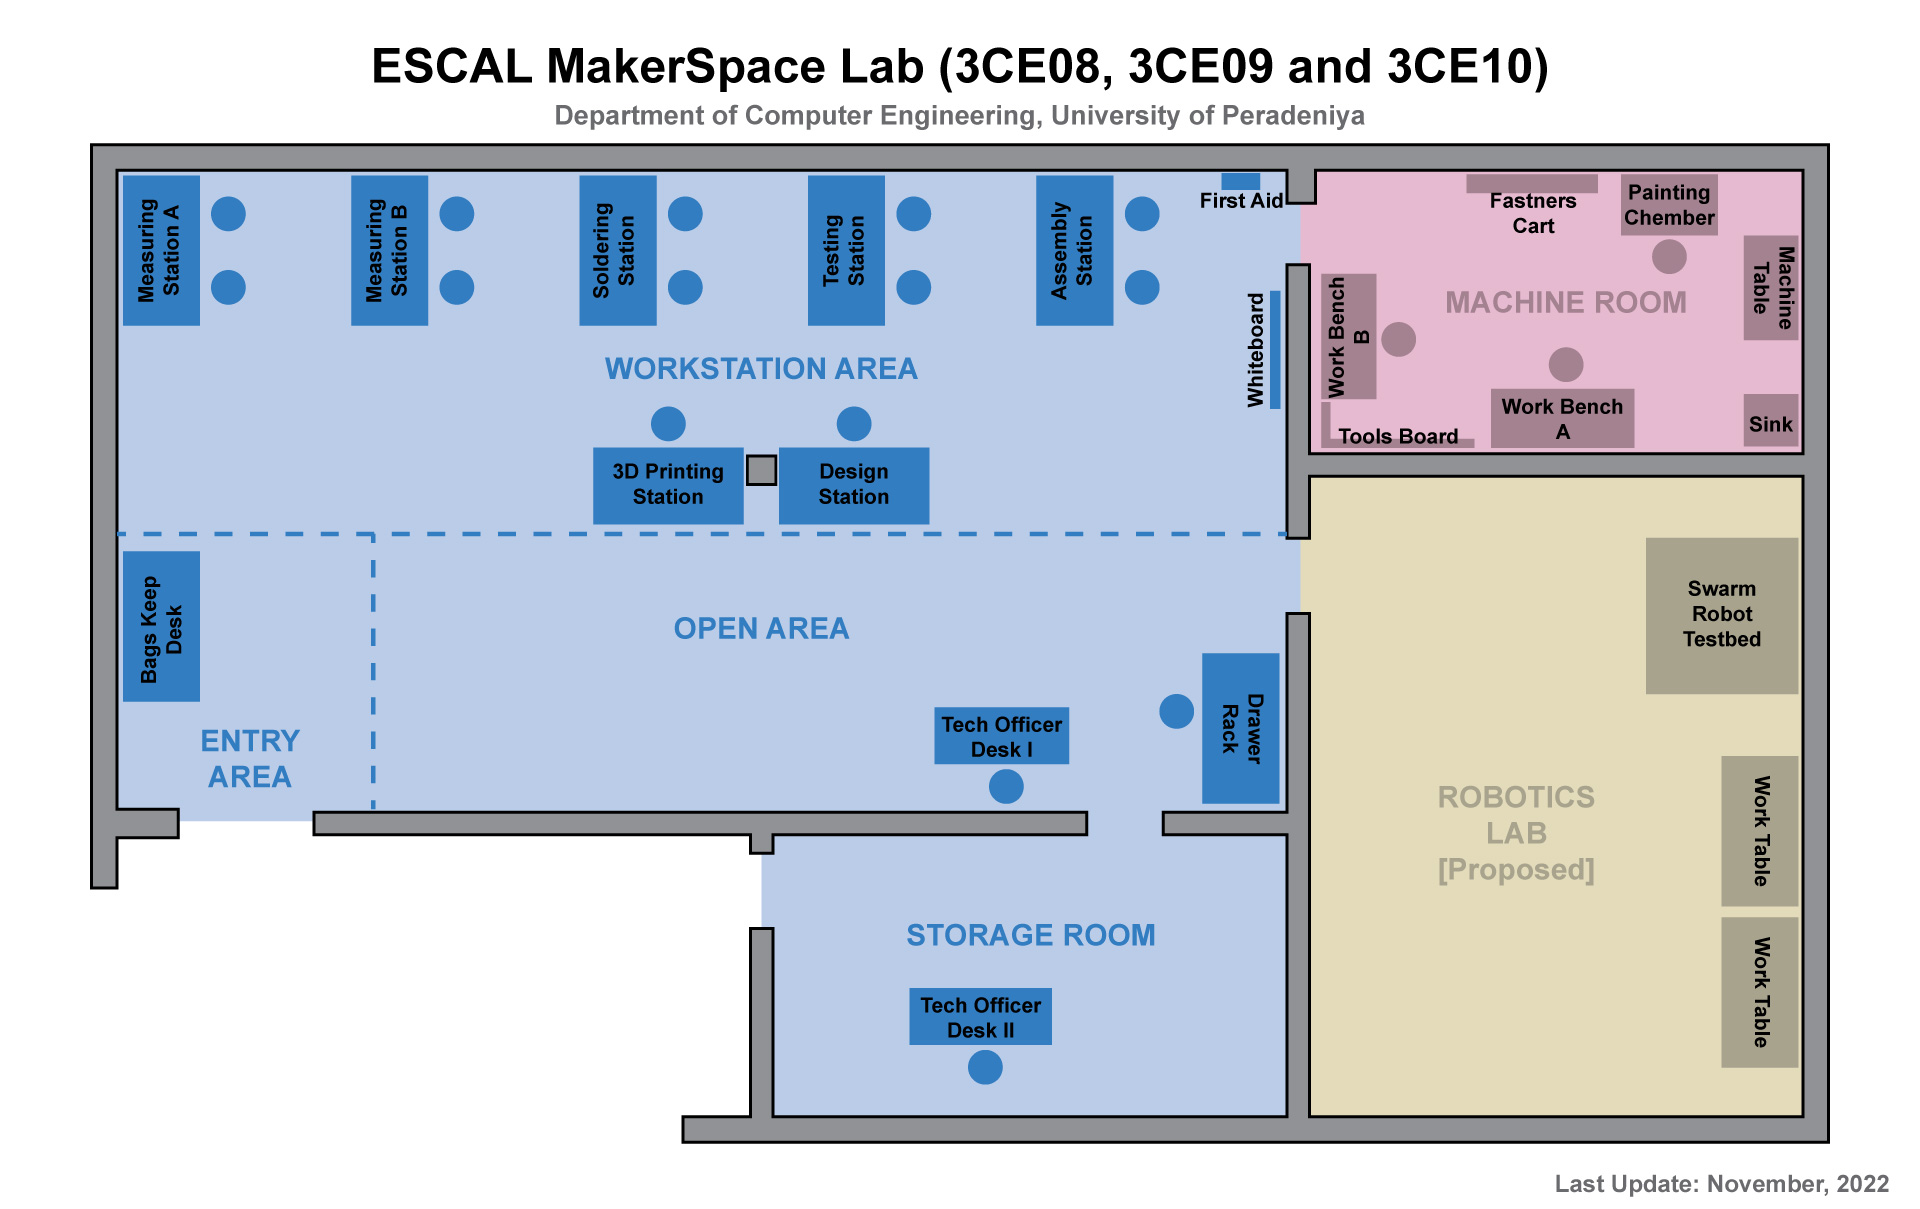 ESCAL MakerSpace Lab (3CE08, 3CE09 and 3CE10)
Department of Computer Engineering, University of Peradeniya
Measuring
Station A
Measuring
Station B
Soldering
Station
Testing
Station
Assembly
Station
First Aid
Whiteboard
WORKSTATION AREA
3D Printing
Station
Design
Station
Fastners
Cart
Painting
Chember
Machine
Table
MACHINE ROOM
Work Bench
B
Work Bench
A
Tools Board
Sink
Bags Keep
Desk
ENTRY
AREA
OPEN AREA
Tech Officer
Desk I
Drawer
Rack
STORAGE ROOM
Tech Officer
Desk II
Swarm
Robot
Testbed
ROBOTICS
LAB
[Proposed]
Work Table
Work Table
Last Update: November, 2022